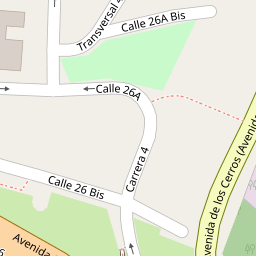 Calle 26A Bis
Transversal
Calle 26A
Avenida de los Cerros (Avenida
Carrera 4
Calle 26 Bis
Avenida